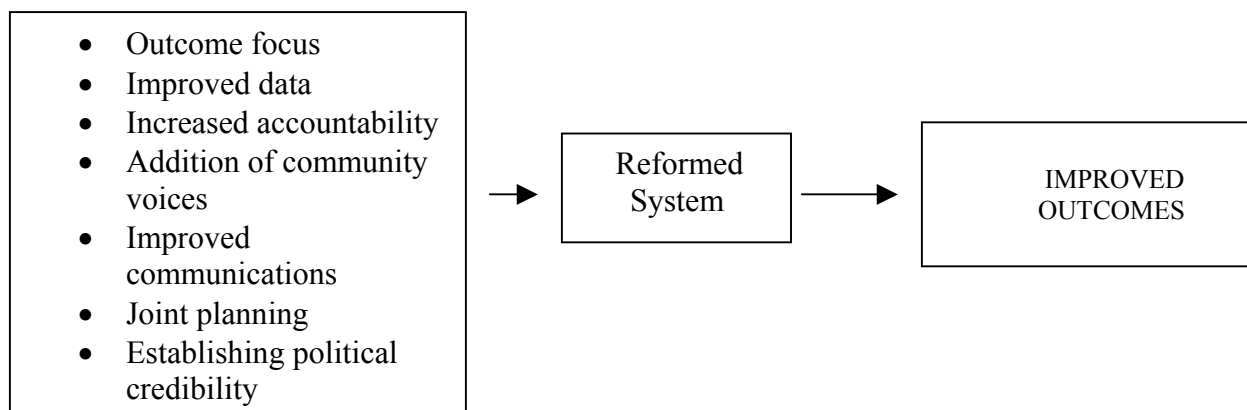 • Outcome focus
• Improved data
• Increased accountability
• Addition of community
voices
• Improved
communications
• Joint planning
• Establishing political
credibility
Reformed
System
IMPROVED
OUTCOMES